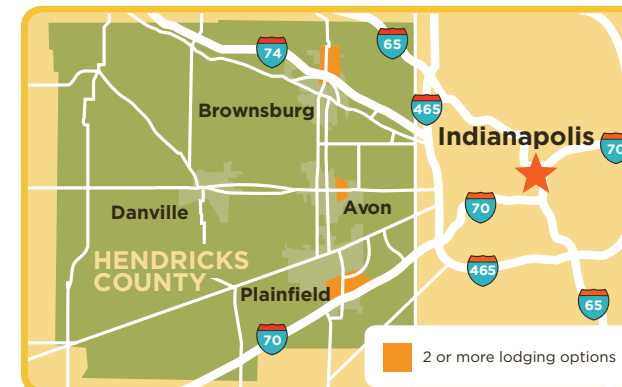 74
65
465
Brownsburg
Indianapolis
70
Danville
Avon
70
HENDRICKS
COUNTY
465
Plainfield
65
70
2 or more lodging options